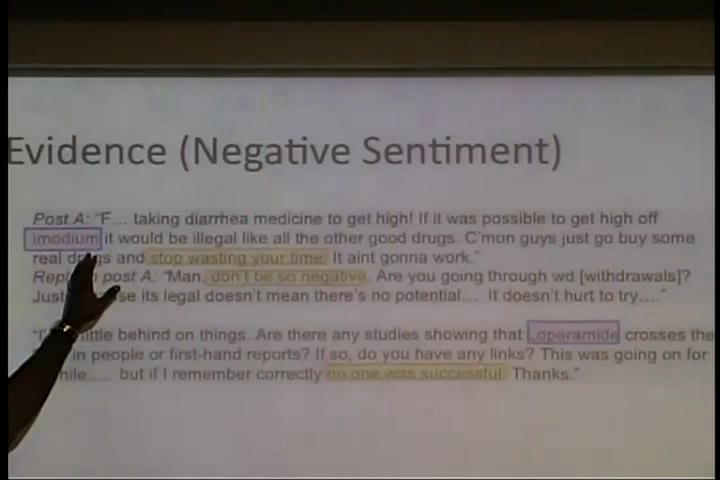 Evidence (Negative Sentiment)
Post A: "F... taking diarrhea medicine to get high! If it was possible to get high off
imodium it would be illegal like all the other good drugs. C'mon guys just go buy some
real drugs and stop wasting your time. It aint gonna work."
post A: "Man, don't be so negative. Are you going through wd [withdrawals]?
its legal doesn't mean there's no potential... It doesn't hurt to try...."
little behind on things. Are there any studies showing that Loperamide crosses the
in people or first-hand reports? If so, do you have any links? This was going on for
but if I remember correctly no one was successful. Thanks."